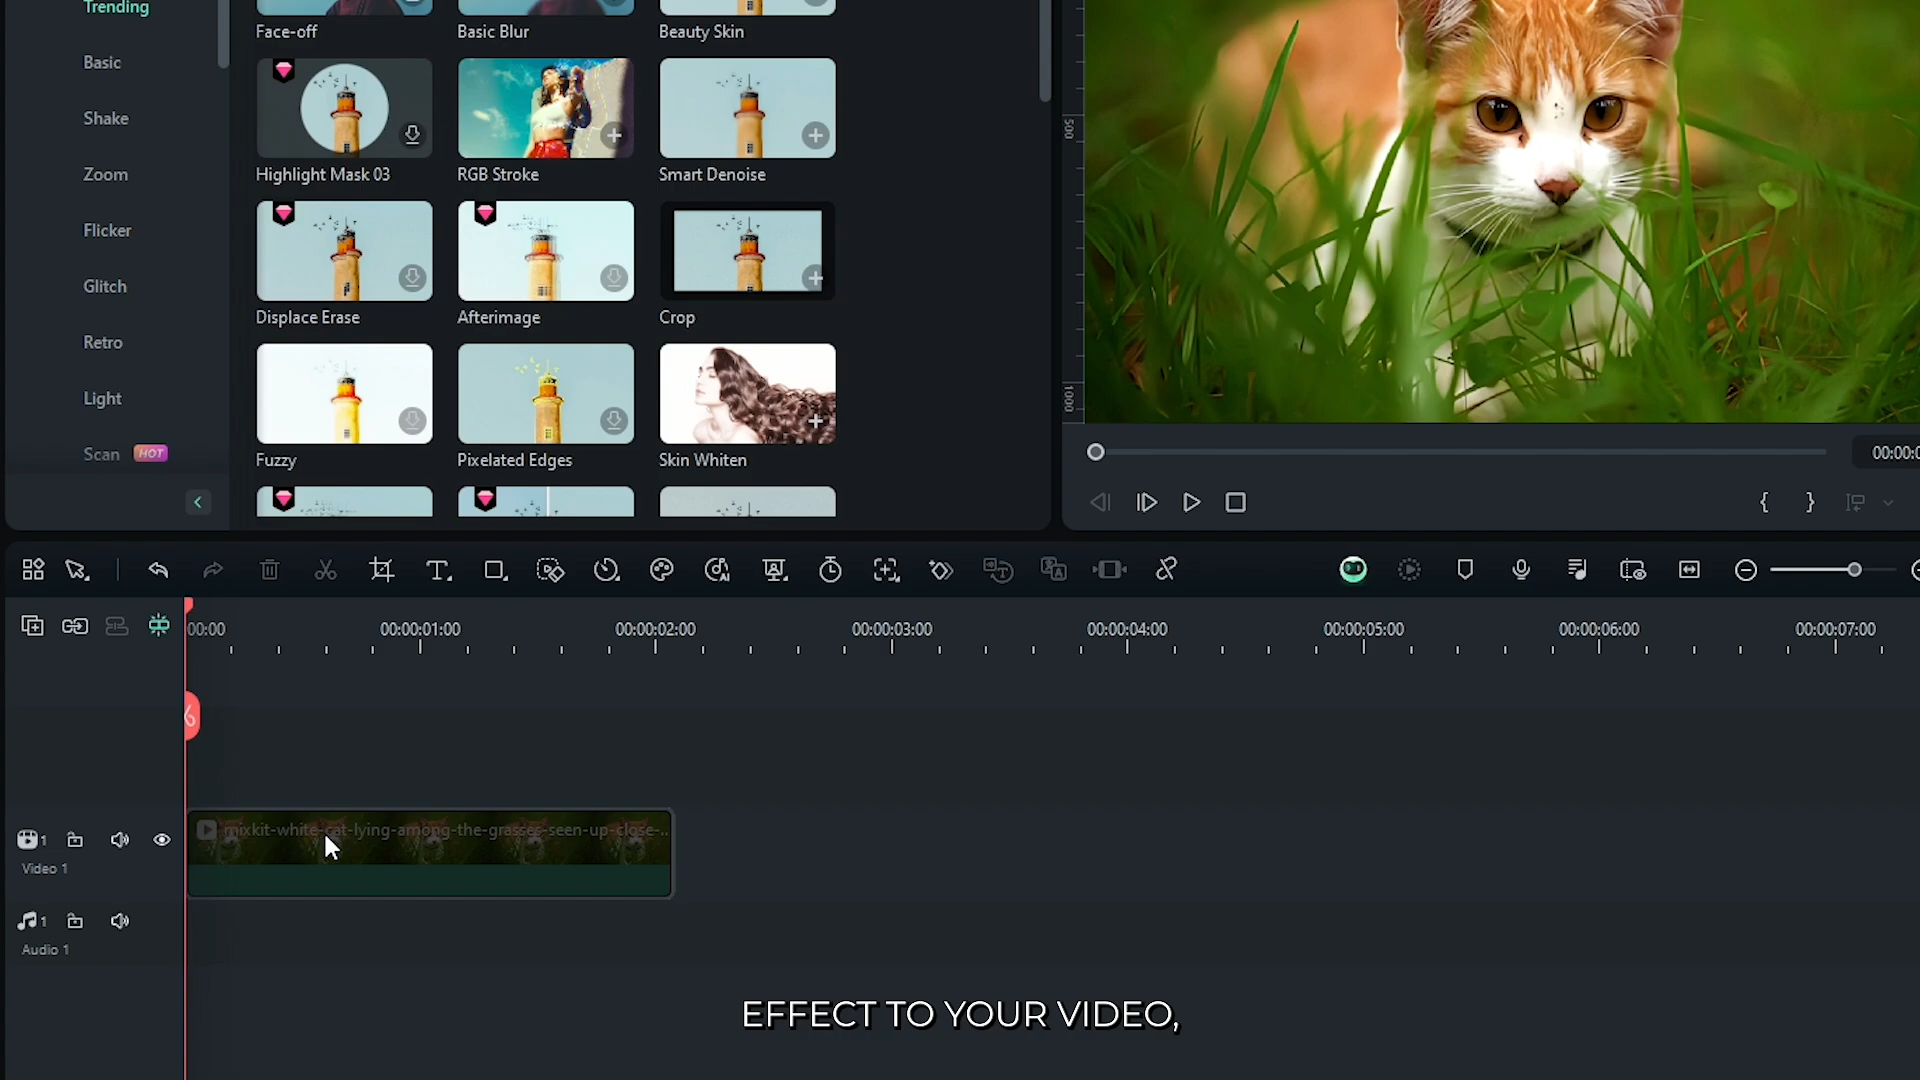 Trending
Basic
Shake
Zoom
Flicker
Glitch
Retro
Light
Scan HOT
Face-off
Basic Blur
Beauty Skin
Highlight Mask 03
RGB Stroke
Smart Denoise
Displace Erase
Afterimage
Crop
Fuzzy
Pixelated Edges
Skin Whiten
500
1000
00:00:0
00:00
00:00:01:00
00:00:02:00
00:00:03:00
00:00:04:00
00:00:05:00
00:00:06:00
00:00:07:00
mixkit-white-cat-lying-among-the-grasses-seen-up-close-..
1
Video 1
1
Audio 1
EFFECT TO YOUR VIDEO,